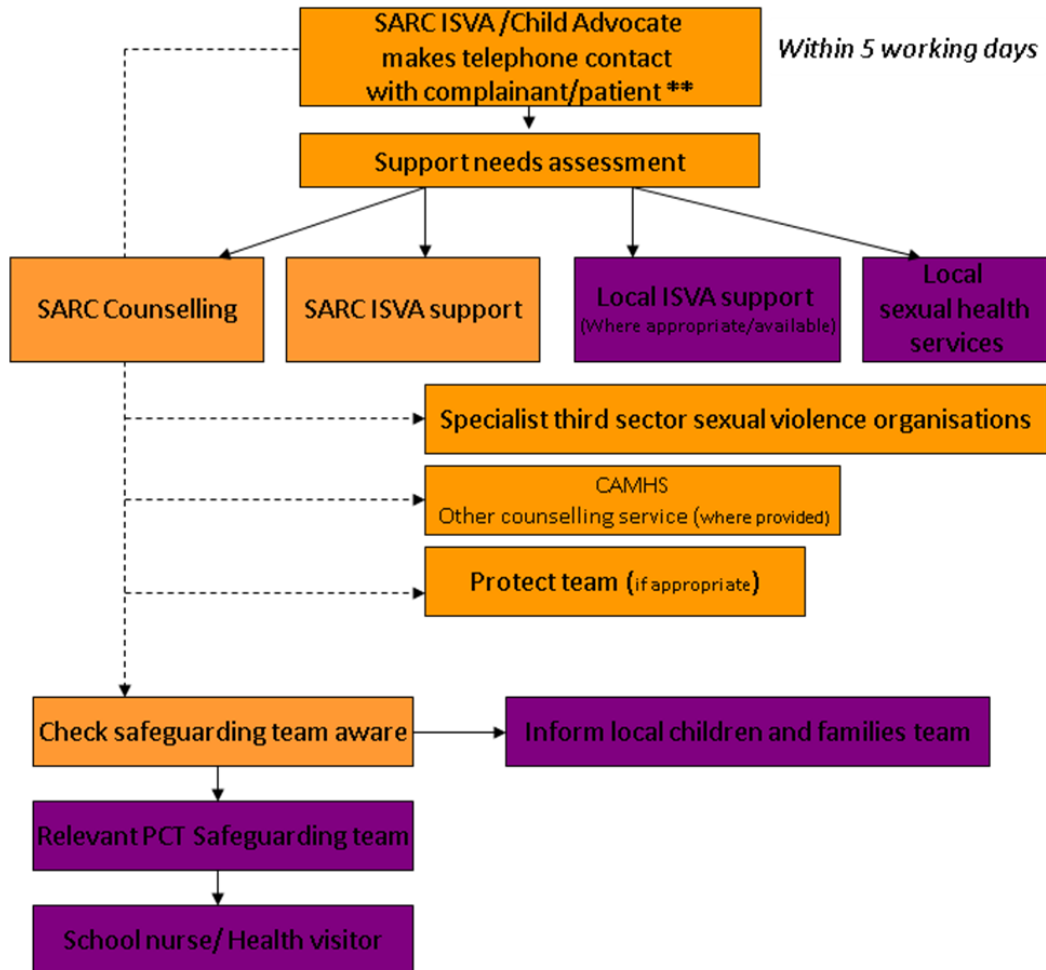 SARC ISVA /Child Advocate
makes telephone contact
with complainant/patient **
Within 5 working days
Support needs assessment
SARC Counselling
SARC ISVA support
Local ISVA support
(Where appropriate/available)
Local
sexual health
services
Specialist third sector sexual violence organisations
CAMHS
Other counselling service (where provided)
Protect team (if appropriate)
Check safeguarding team aware
Inform local children and families team
Relevant PCT Safeguarding team
School nurse/ Health visitor